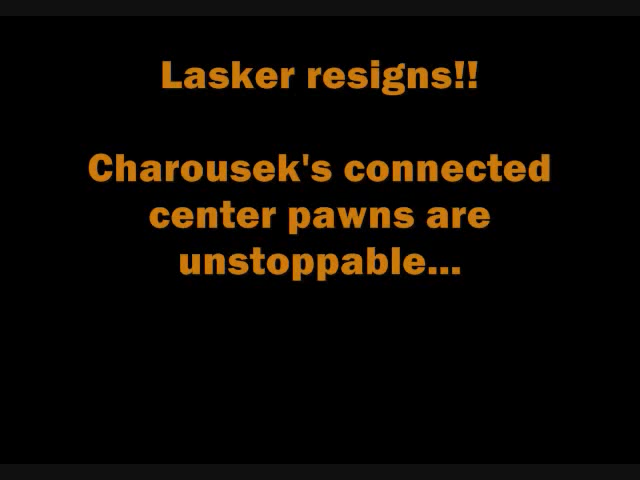 Lasker resigns!!
Charousek's connected
center pawns are
unstoppable...